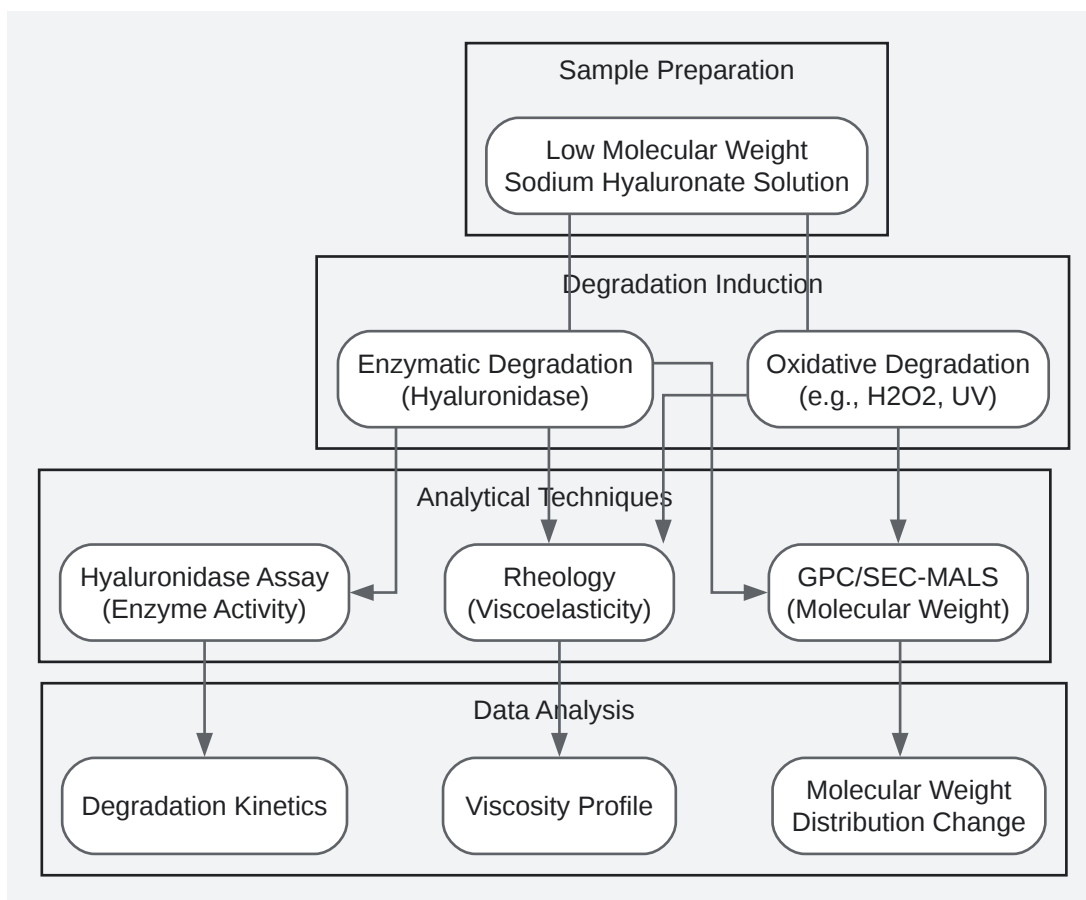 Sample Preparation
Low Molecular Weight
Sodium Hyaluronate Solution
Degradation Induction
Enzymatic Degradation
(Hyaluronidase)
Oxidative Degradation
(e.g., H2O2, UV)
Analytical Techniques
Hyaluronidase Assay
(Enzyme Activity)
Rheology
(Viscoelasticity)
GPC/SEC-MALS
(Molecular Weight)
Data Analysis
Degradation Kinetics
Viscosity Profile
Molecular Weight
Distribution Change